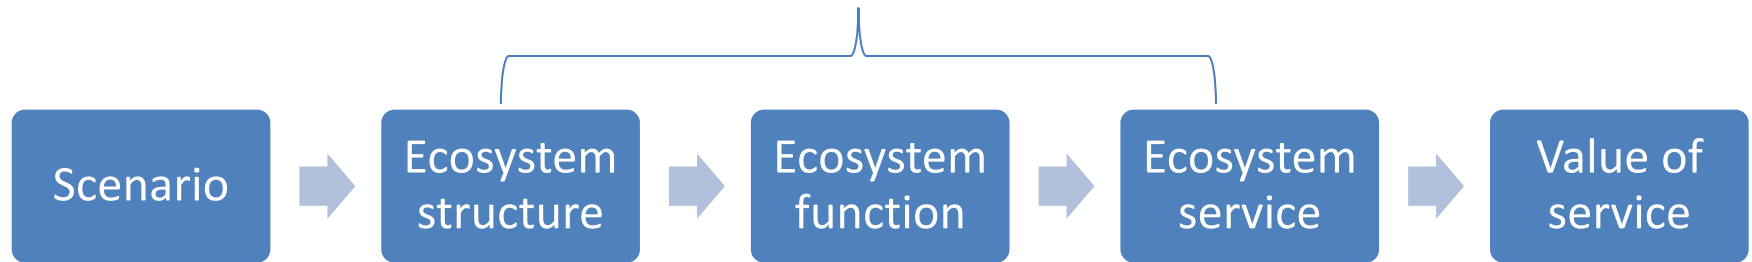 Scenario
Ecosystem
structure
Ecosystem
function
Ecosystem
service
Value of
service